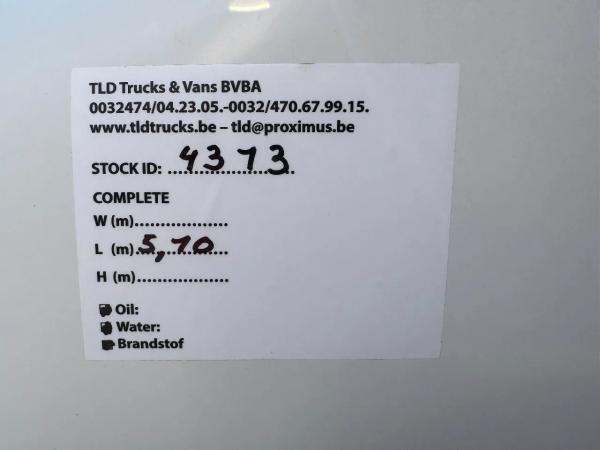 TLD Trucks & Vans BVBA
0032474/04.23.05.-0032/470.67.99.15.
www.tldtrucks.be – tld@proximus.be
STOCK ID: 4373
COMPLETE
W (m)..................
L (m) 5,70
H (m)..................
Oil:
Water:
Brandstof